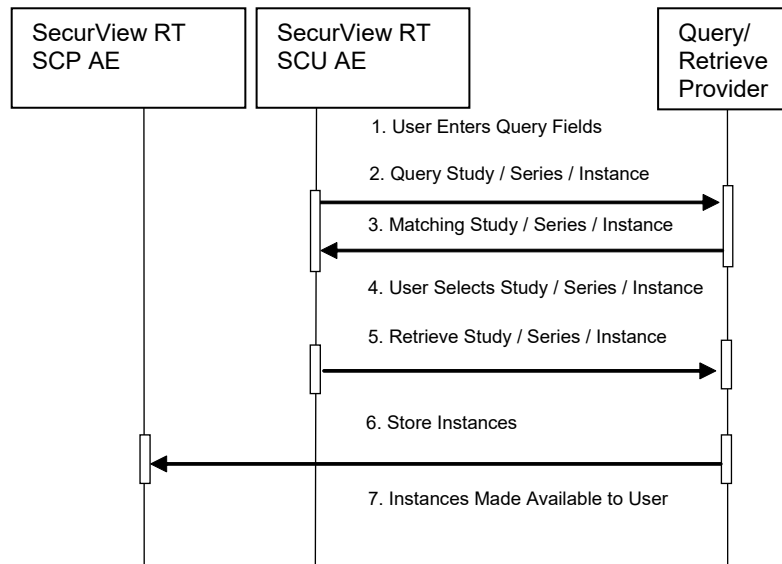 SecurView RT
SCP AE
SecurView RT
SCU AE
Query/
Retrieve
Provider
1. User Enters Query Fields
2. Query Study / Series / Instance
3. Matching Study / Series / Instance
4. User Selects Study / Series / Instance
5. Retrieve Study / Series / Instance
6. Store Instances
7. Instances Made Available to User